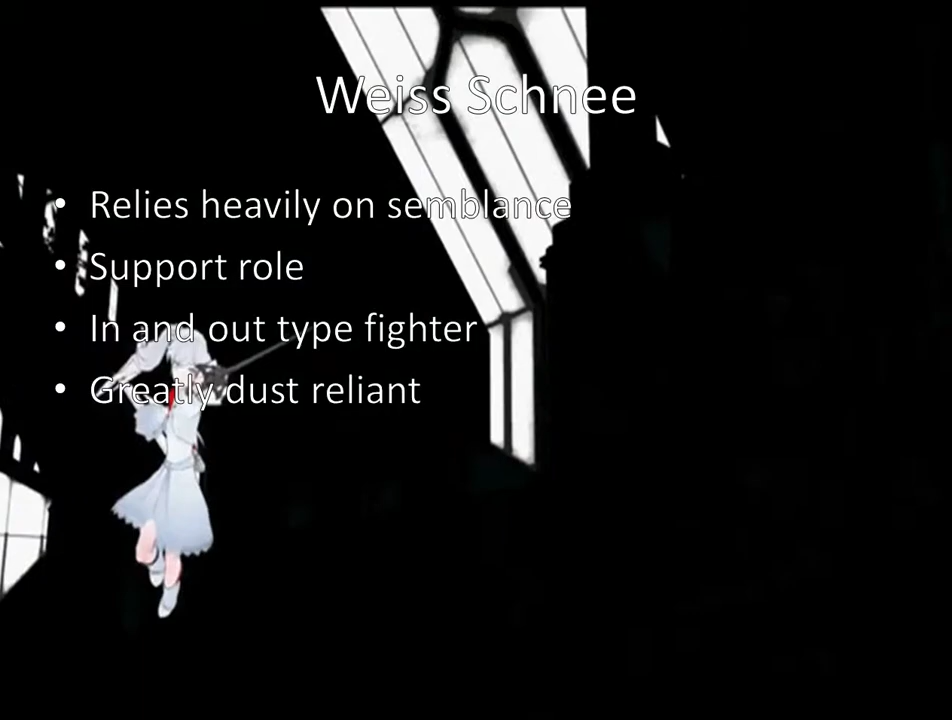 Weiss Schnee
• Relies heavily on semblance
• Support role
• In and out type fighter
• Greatly dust reliant